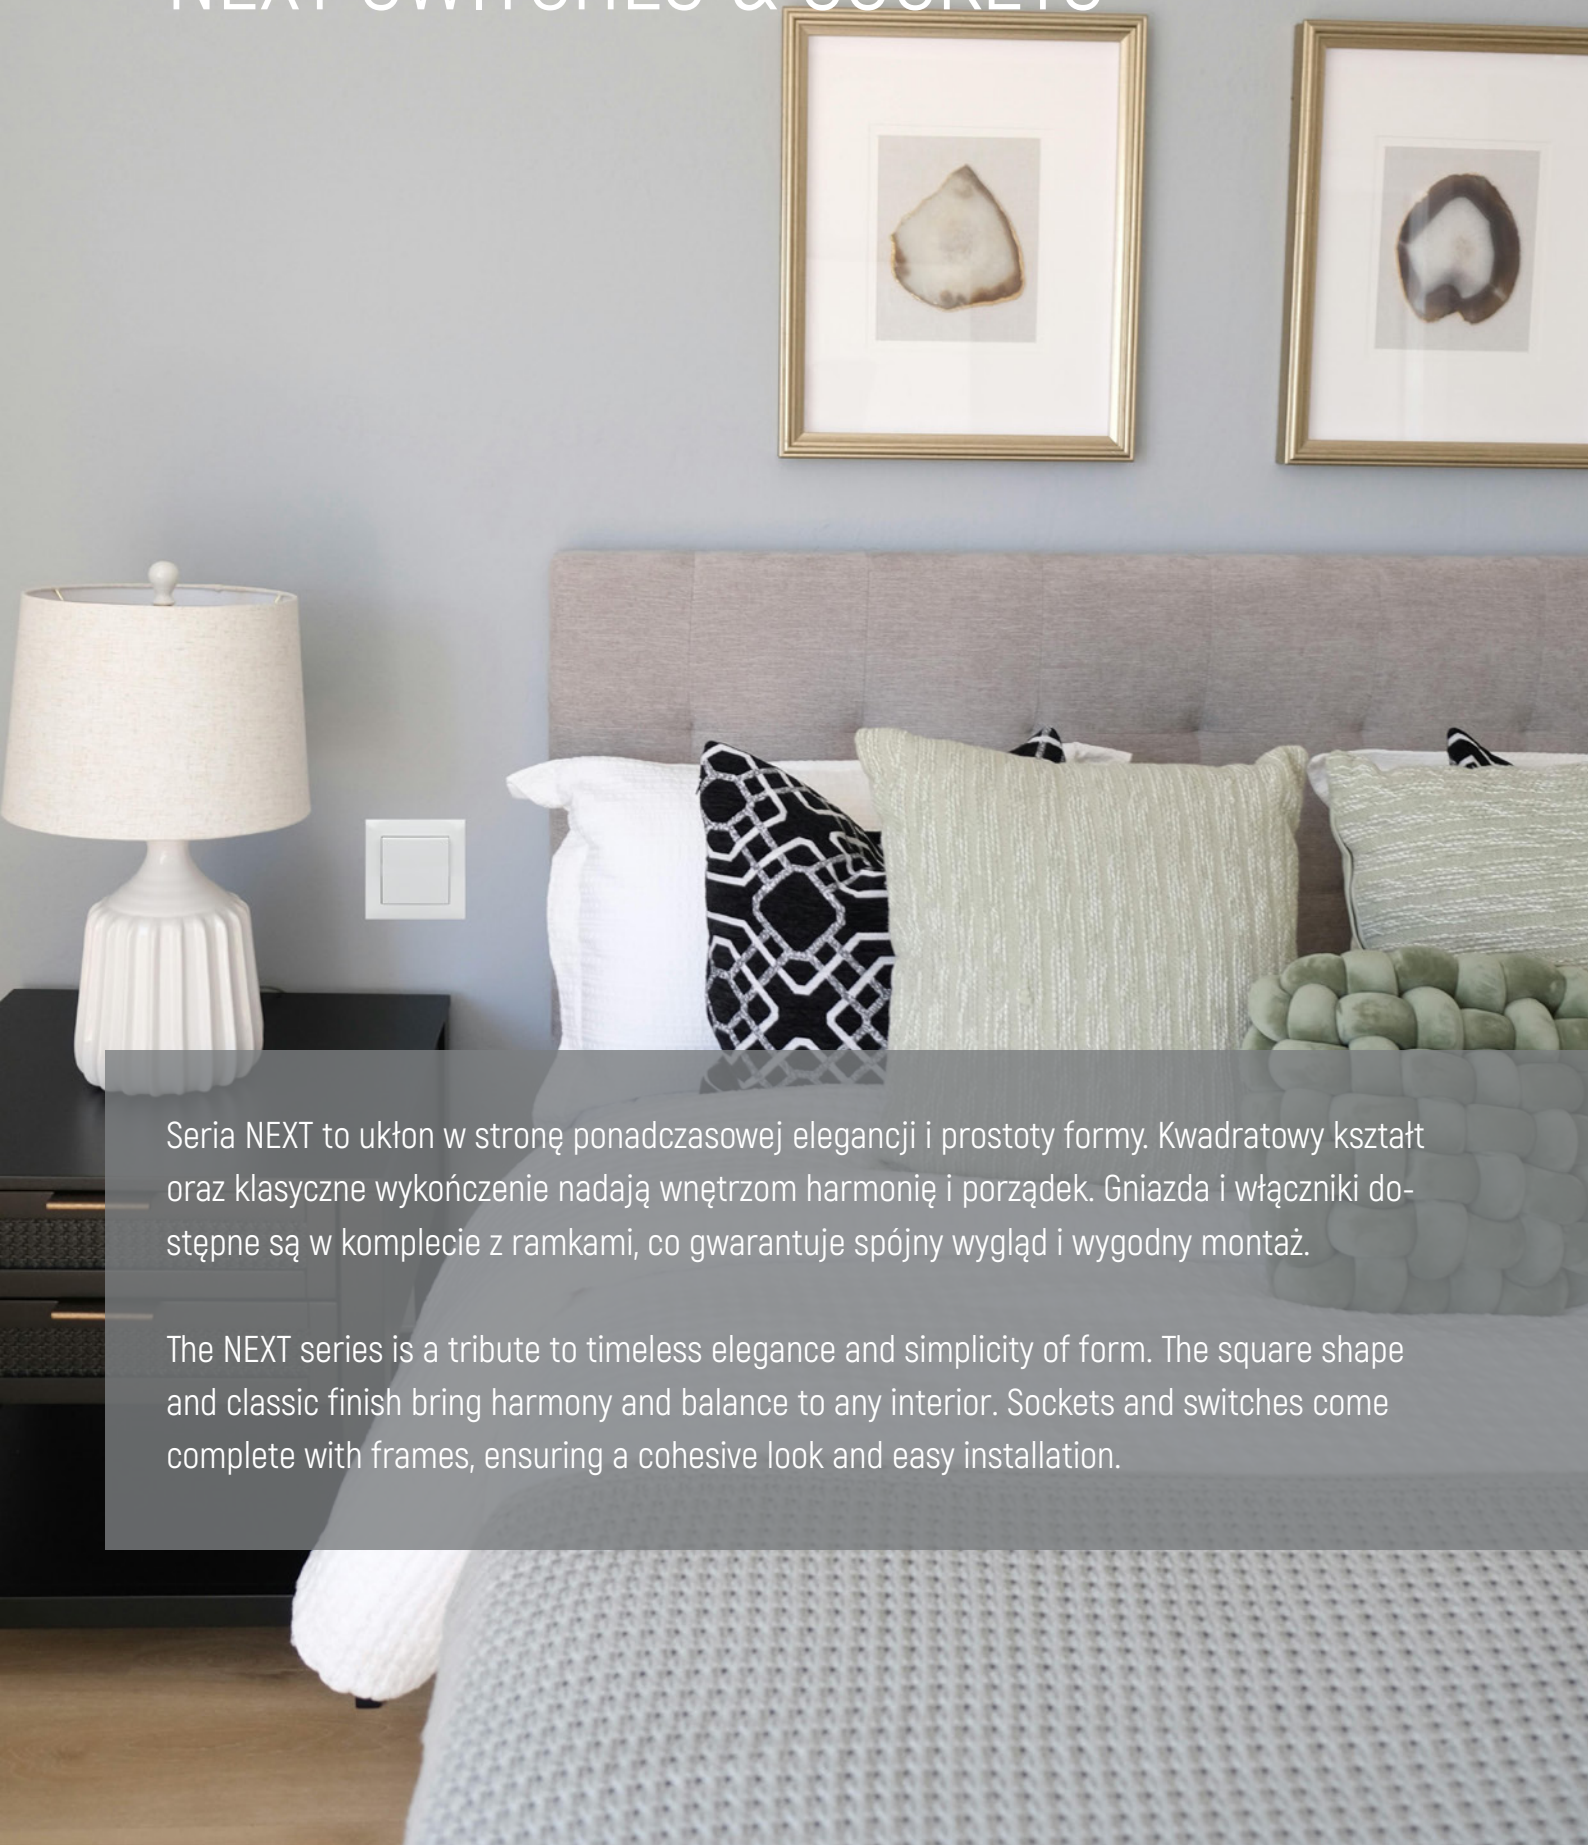 NEXT SWITCHES & SOCKETS
Seria NEXT to ukłon w stronę ponadczasowej elegancji i prostoty formy. Kwadratowy kształt
oraz klasyczne wykończenie nadają wnętrzom harmonię i porządek. Gniazda i włączniki do-
stępne są w komplecie z ramkami, co gwarantuje spójny wygląd i wygodny montaż.
The NEXT series is a tribute to timeless elegance and simplicity of form. The square shape
and classic finish bring harmony and balance to any interior. Sockets and switches come
complete with frames, ensuring a cohesive look and easy installation.